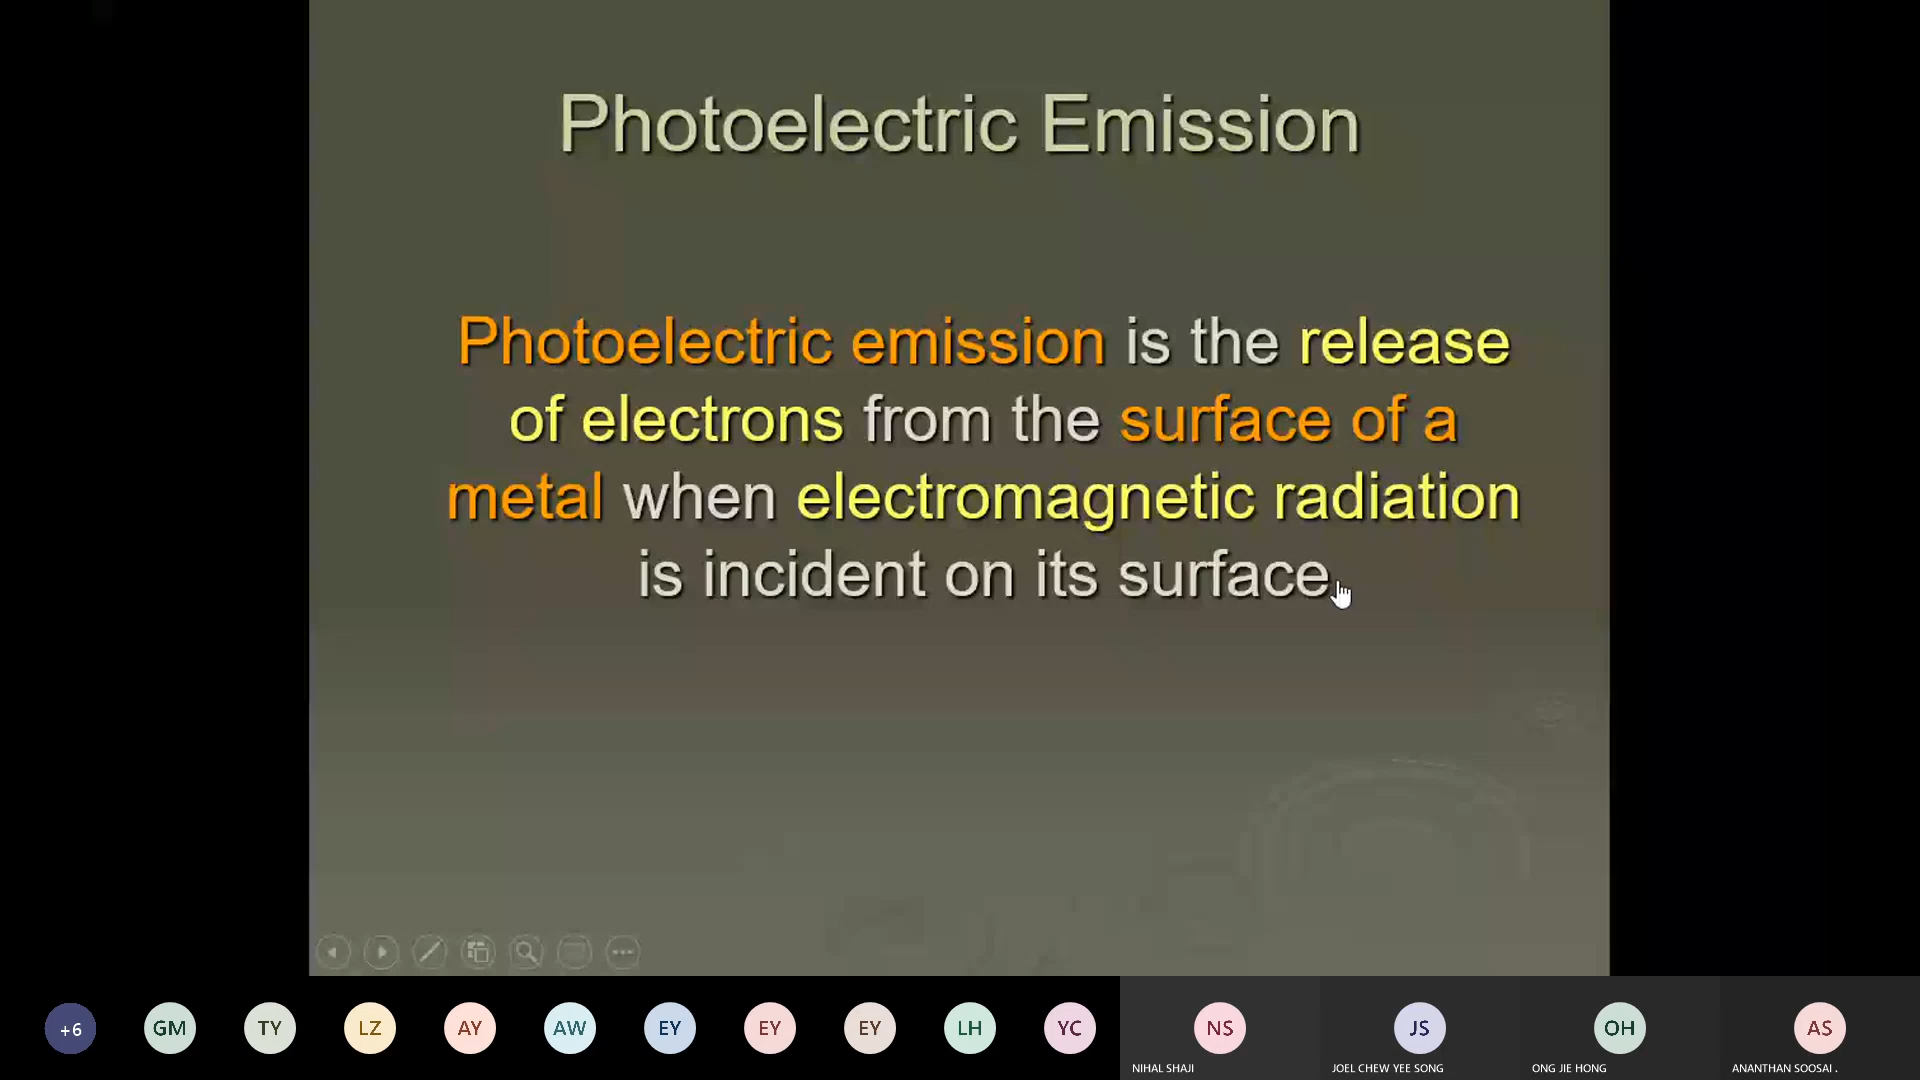 Photoelectric Emission
Photoelectric emission is the release
of electrons from the surface of a
metal when electromagnetic radiation
is incident on its surface.
+6
GM
TY
LZ
AY
AW
EY
EY
EY
LH
YC
NS
JS
OH
AS
NIHAL SHAJI
JOEL CHEW YEE SONG
ONG JIE HONG
ANANTHAN SOOSAI .